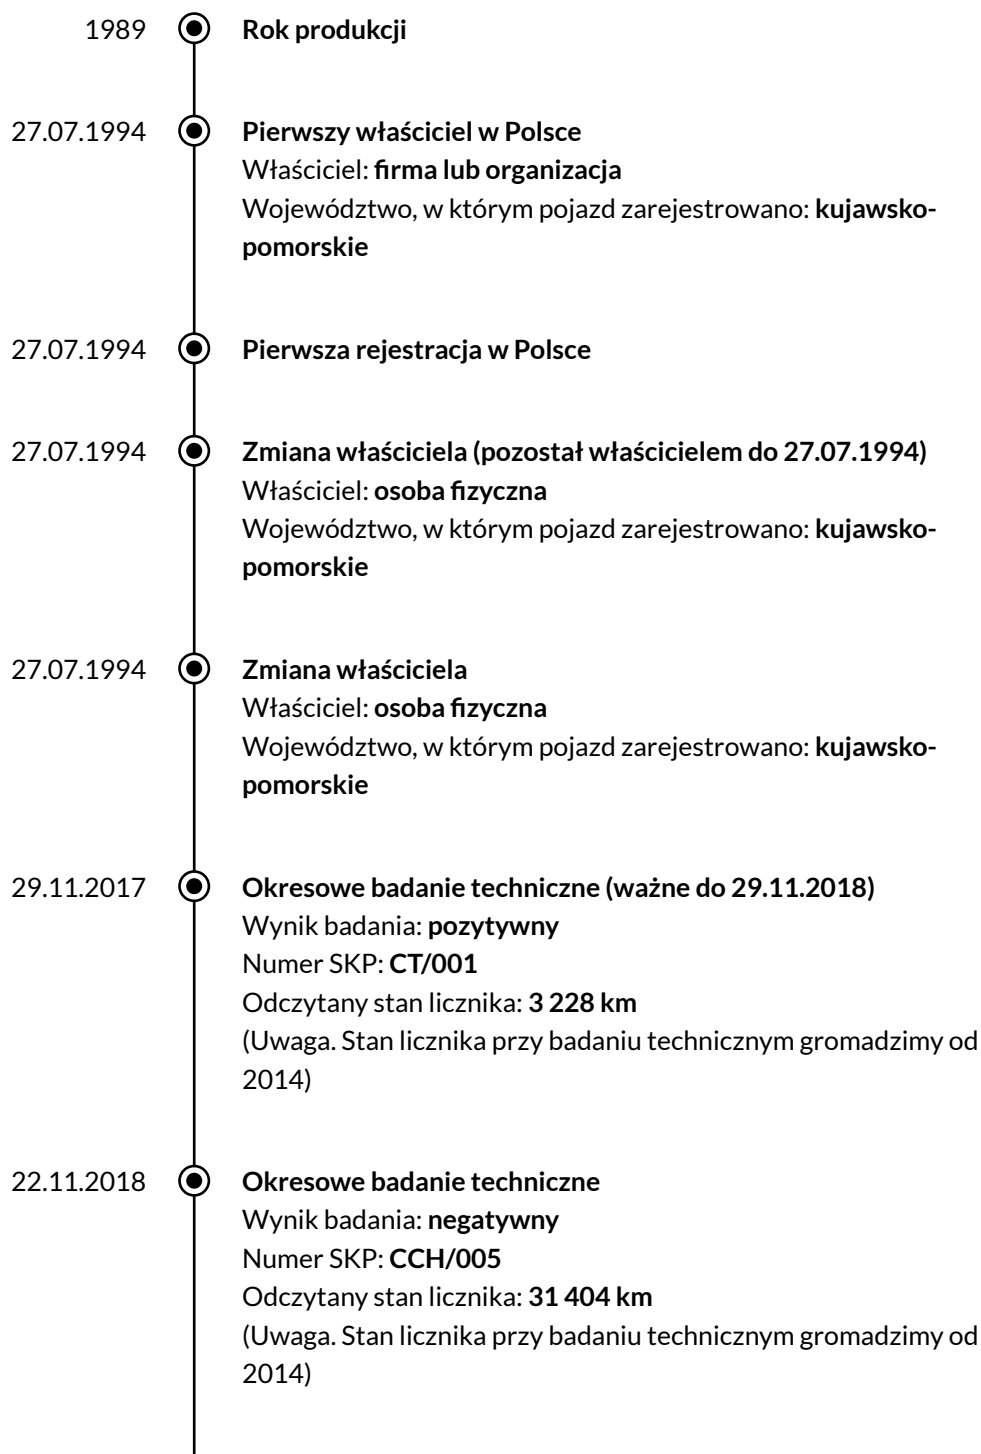 1989 Rok produkcji
27.07.1994 Pierwszy właściciel w Polsce
Właściciel: firma lub organizacja
Województwo, w którym pojazd zarejestrowano: kujawsko-
pomorskie
27.07.1994 Pierwsza rejestracja w Polsce
27.07.1994 Zmiana właściciela (pozostał właścicielem do 27.07.1994)
Właściciel: osoba fizyczna
Województwo, w którym pojazd zarejestrowano: kujawsko-
pomorskie
27.07.1994 Zmiana właściciela
Właściciel: osoba fizyczna
Województwo, w którym pojazd zarejestrowano: kujawsko-
pomorskie
29.11.2017 Okresowe badanie techniczne (ważne do 29.11.2018)
Wynik badania: pozytywny
Numer SKP: CT/001
Odczytany stan licznika: 3 228 km
(Uwaga. Stan licznika przy badaniu technicznym gromadzimy od
2014)
22.11.2018 Okresowe badanie techniczne
Wynik badania: negatywny
Numer SKP: CCH/005
Odczytany stan licznika: 31 404 km
(Uwaga. Stan licznika przy badaniu technicznym gromadzimy od
2014)